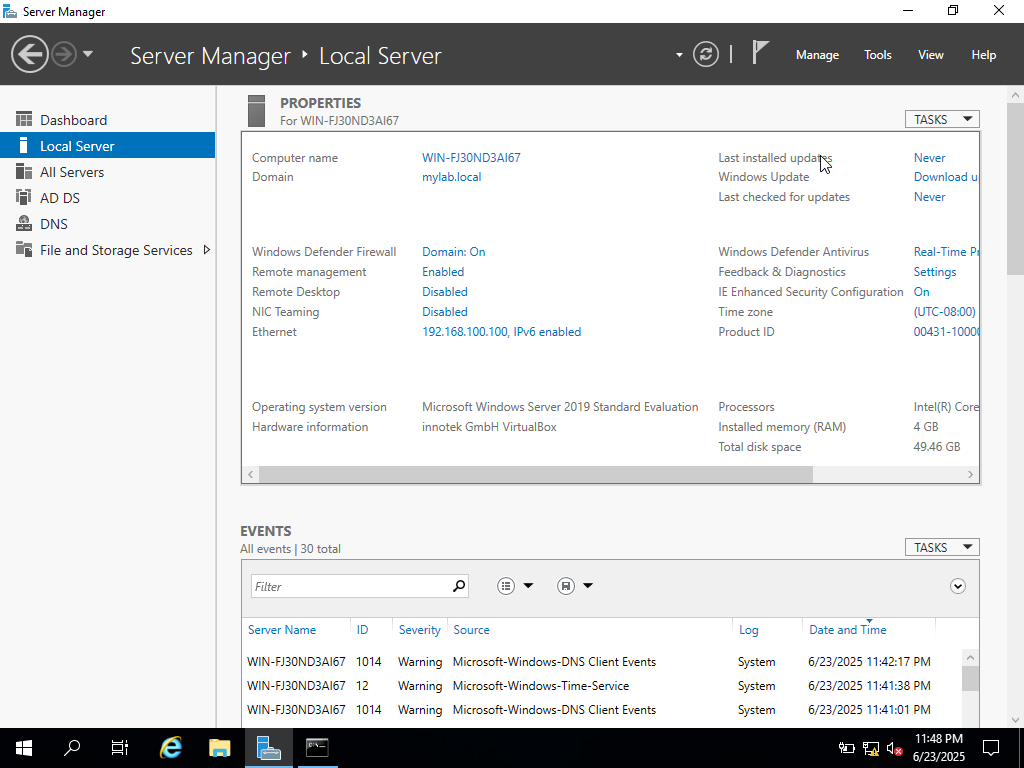 Server Manager
Server Manager ‣ Local Server
Manage Tools View Help
Dashboard
Local Server
All Servers
AD DS
DNS
File and Storage Services
PROPERTIES
For WIN-FJ30ND3AI67
TASKS
Computer name WIN-FJ30ND3AI67 Last installed updates Never
Domain mylab.local Windows Update Download u
Last checked for updates Never
Windows Defender Firewall Domain: On Windows Defender Antivirus Real-Time Pr
Remote management Enabled Feedback & Diagnostics Settings
Remote Desktop Disabled IE Enhanced Security Configuration On
NIC Teaming Disabled Time zone (UTC-08:00)
Ethernet 192.168.100.100, IPv6 enabled Product ID 00431-10000
Operating system version Microsoft Windows Server 2019 Standard Evaluation Processors Intel(R) Core
Hardware information innotek GmbH VirtualBox Installed memory (RAM) 4 GB
Total disk space 49.46 GB
EVENTS
All events | 30 total
TASKS
Filter
Server Name ID Severity Source Log Date and Time
WIN-FJ30ND3AI67 1014 Warning Microsoft-Windows-DNS Client Events System 6/23/2025 11:42:17 PM
WIN-FJ30ND3AI67 12 Warning Microsoft-Windows-Time-Service System 6/23/2025 11:41:38 PM
WIN-FJ30ND3AI67 1014 Warning Microsoft-Windows-DNS Client Events System 6/23/2025 11:41:01 PM
11:48 PM
6/23/2025